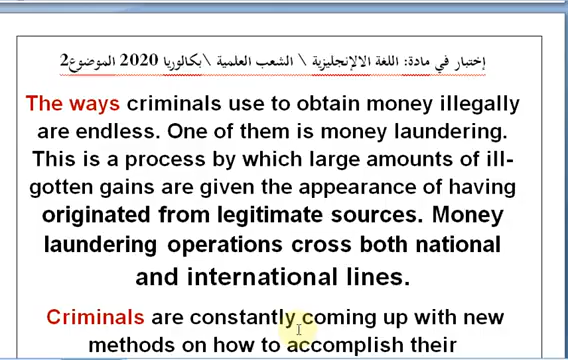 إختبار في مادة: اللغة الالإنجليزية \ الشعب العلمية \بكالوريا 2020 الموضوع2
The ways criminals use to obtain money illegally
are endless. One of them is money laundering.
This is a process by which large amounts of ill-
gotten gains are given the appearance of having
originated from legitimate sources. Money
laundering operations cross both national
and international lines.
Criminals are constantly coming up with new
methods on how to accomplish their